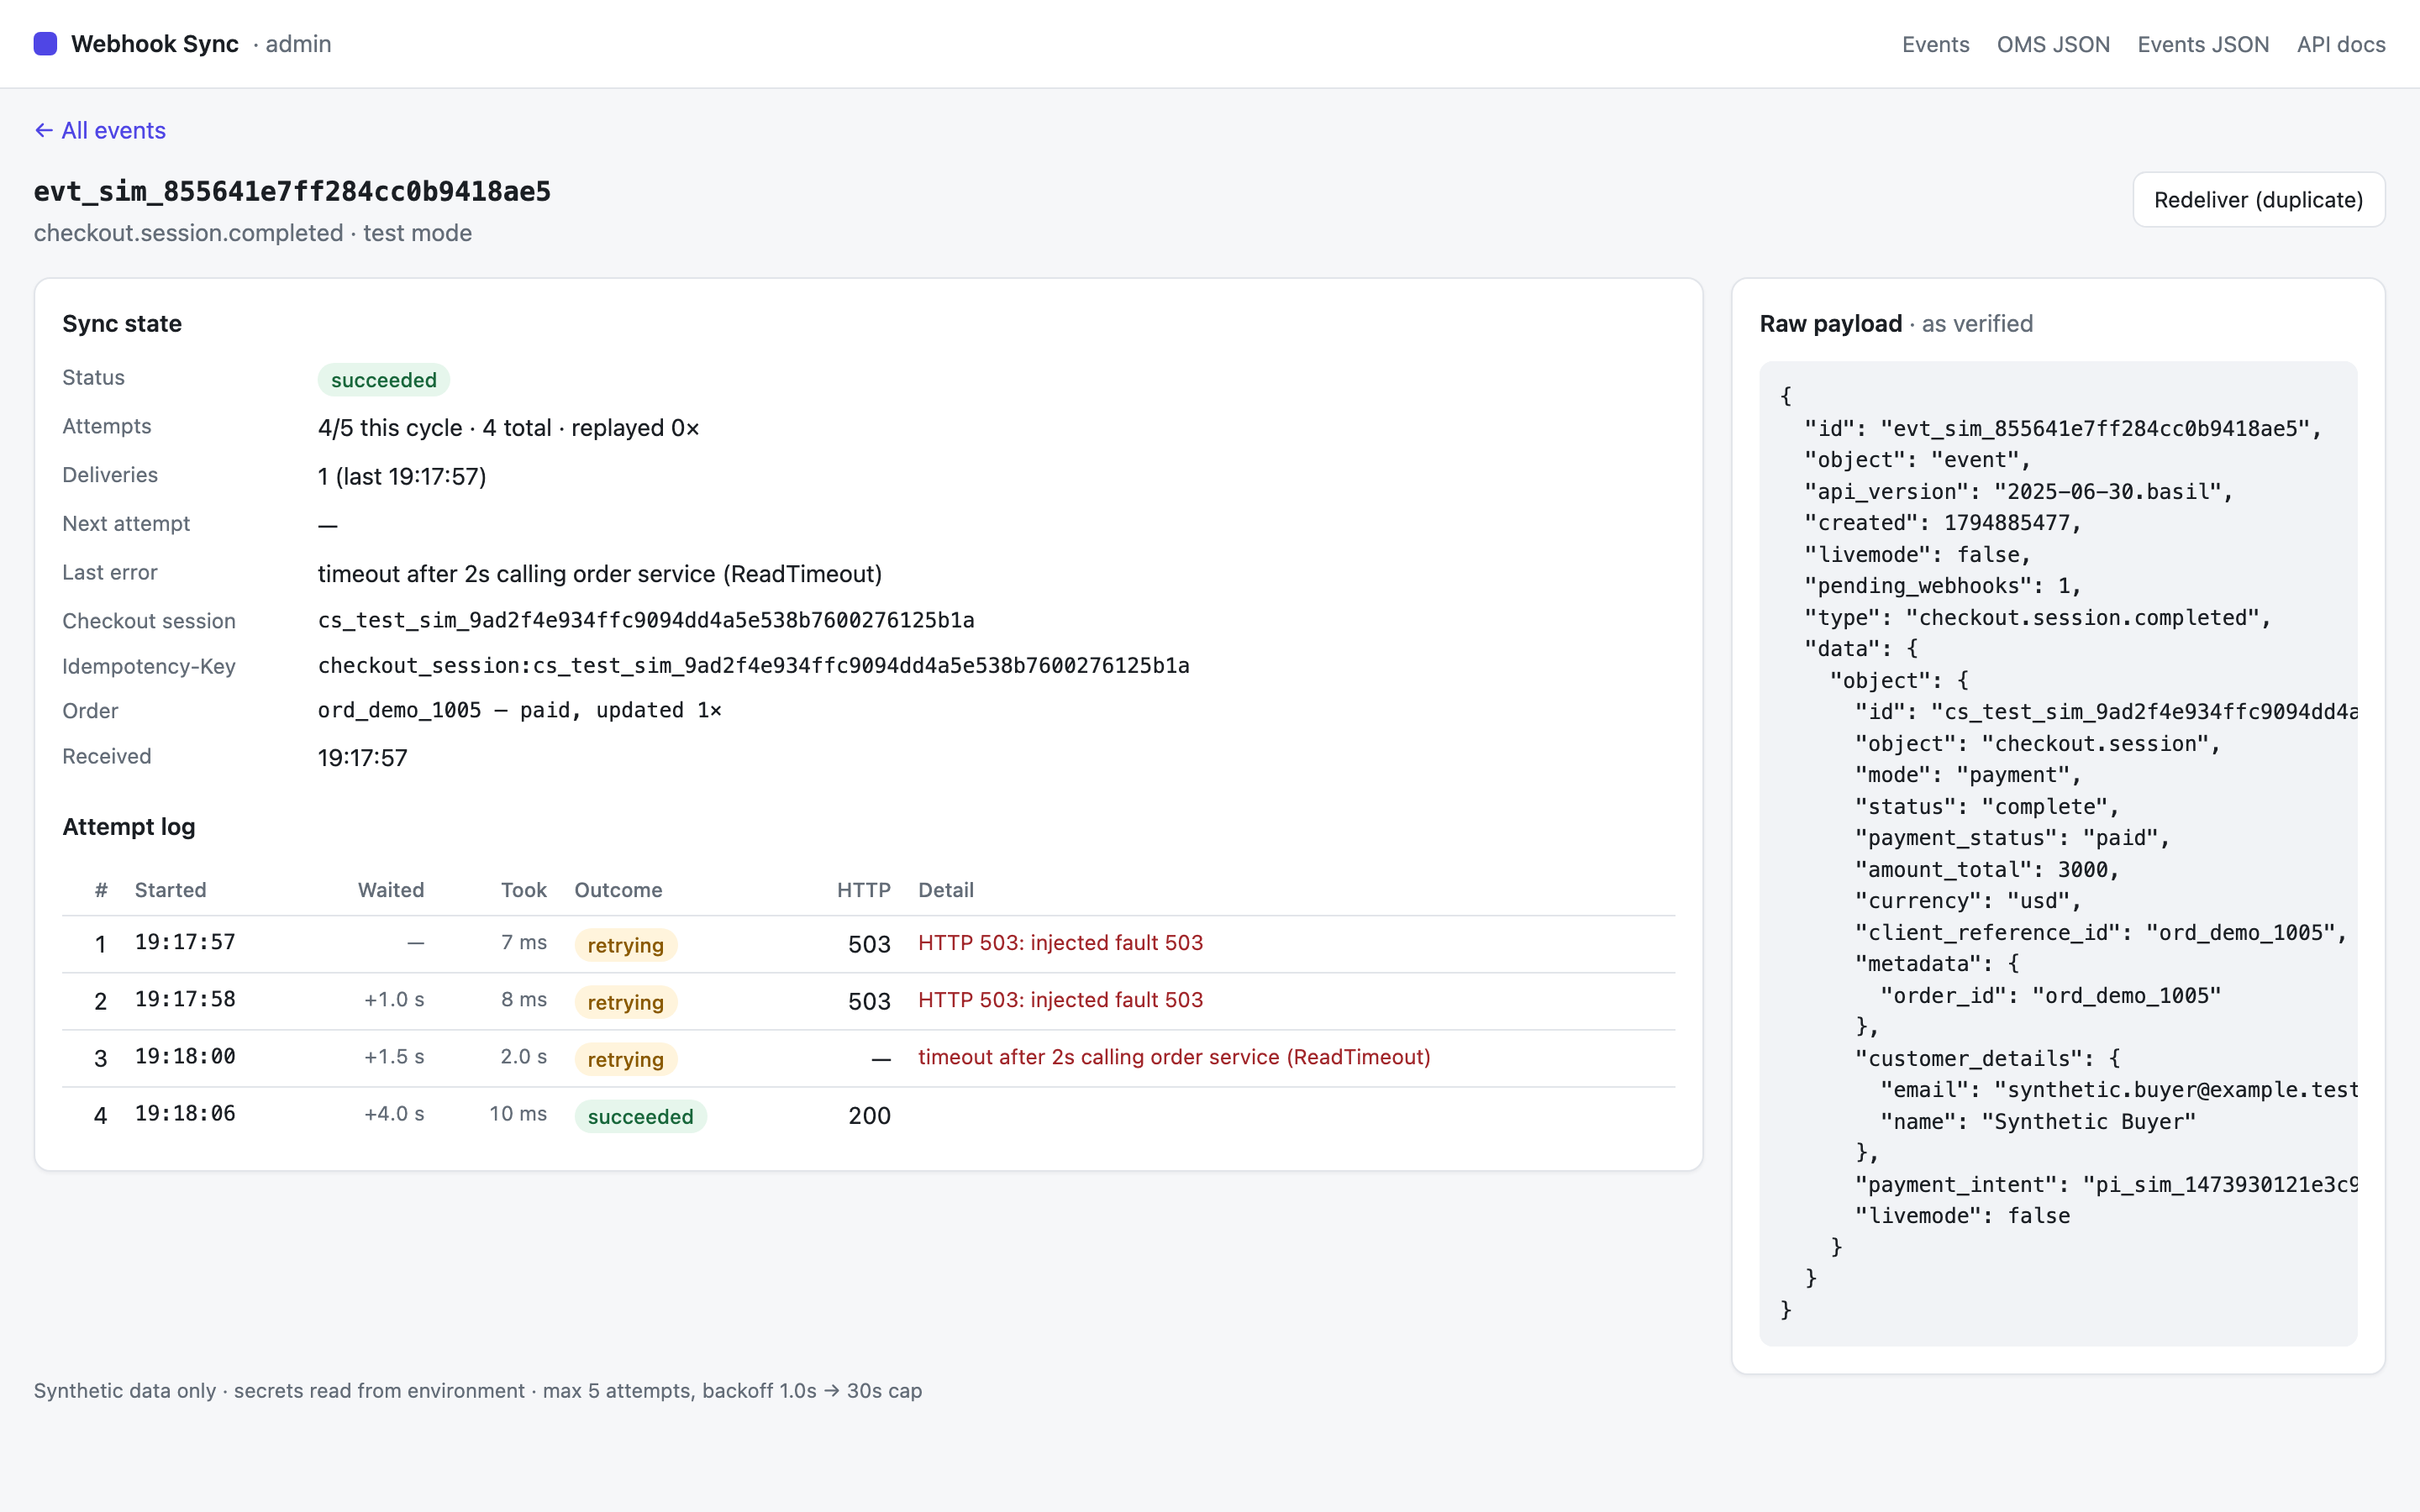 Webhook Sync · admin
Events OMS JSON Events JSON API docs
← All events
evt_sim_855641e7ff284cc0b9418ae5
checkout.session.completed · test mode
Redeliver (duplicate)
Sync state
Status succeeded
Attempts 4/5 this cycle · 4 total · replayed 0×
Deliveries 1 (last 19:17:57)
Next attempt —
Last error timeout after 2s calling order service (ReadTimeout)
Checkout session cs_test_sim_9ad2f4e934ffc9094dd4a5e538b7600276125b1a
Idempotency-Key checkout_session:cs_test_sim_9ad2f4e934ffc9094dd4a5e538b7600276125b1a
Order ord_demo_1005 — paid, updated 1×
Received 19:17:57
Attempt log
# Started Waited Took Outcome HTTP Detail
1 19:17:57 — 7 ms retrying 503 HTTP 503: injected fault 503
2 19:17:58 +1.0 s 8 ms retrying 503 HTTP 503: injected fault 503
3 19:18:00 +1.5 s 2.0 s retrying — timeout after 2s calling order service (ReadTimeout)
4 19:18:06 +4.0 s 10 ms succeeded 200
Raw payload · as verified
{
"id": "evt_sim_855641e7ff284cc0b9418ae5",
"object": "event",
"api_version": "2025-06-30.basil",
"created": 1794885477,
"livemode": false,
"pending_webhooks": 1,
"type": "checkout.session.completed",
"data": {
"object": {
"id": "cs_test_sim_9ad2f4e934ffc9094dd4a
"object": "checkout.session",
"mode": "payment",
"status": "complete",
"payment_status": "paid",
"amount_total": 3000,
"currency": "usd",
"client_reference_id": "ord_demo_1005",
"metadata": {
"order_id": "ord_demo_1005"
},
"customer_details": {
"email": "synthetic.buyer@example.test
"name": "Synthetic Buyer"
},
"payment_intent": "pi_sim_1473930121e3c9
"livemode": false
}
}
}
Synthetic data only · secrets read from environment · max 5 attempts, backoff 1.0s → 30s cap